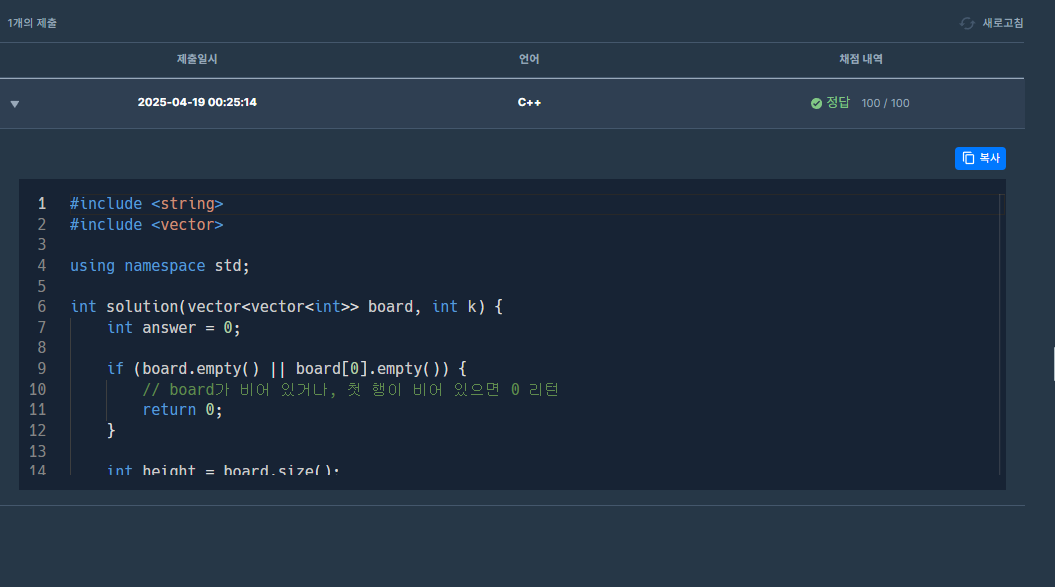 1개의 제출 새로고침
제출일시 언어 채점 내역
▼ 2025-04-19 00:25:14 C++ 정답 100 / 100
복사
1 #include <string>
2 #include <vector>
3
4 using namespace std;
5
6 int solution(vector<vector<int>> board, int k) {
7     int answer = 0;
8
9     if (board.empty() || board[0].empty()) {
10         // board가 비어 있거나, 첫 행이 비어 있으면 0 리턴
11         return 0;
12     }
13
14     int height = board.size();